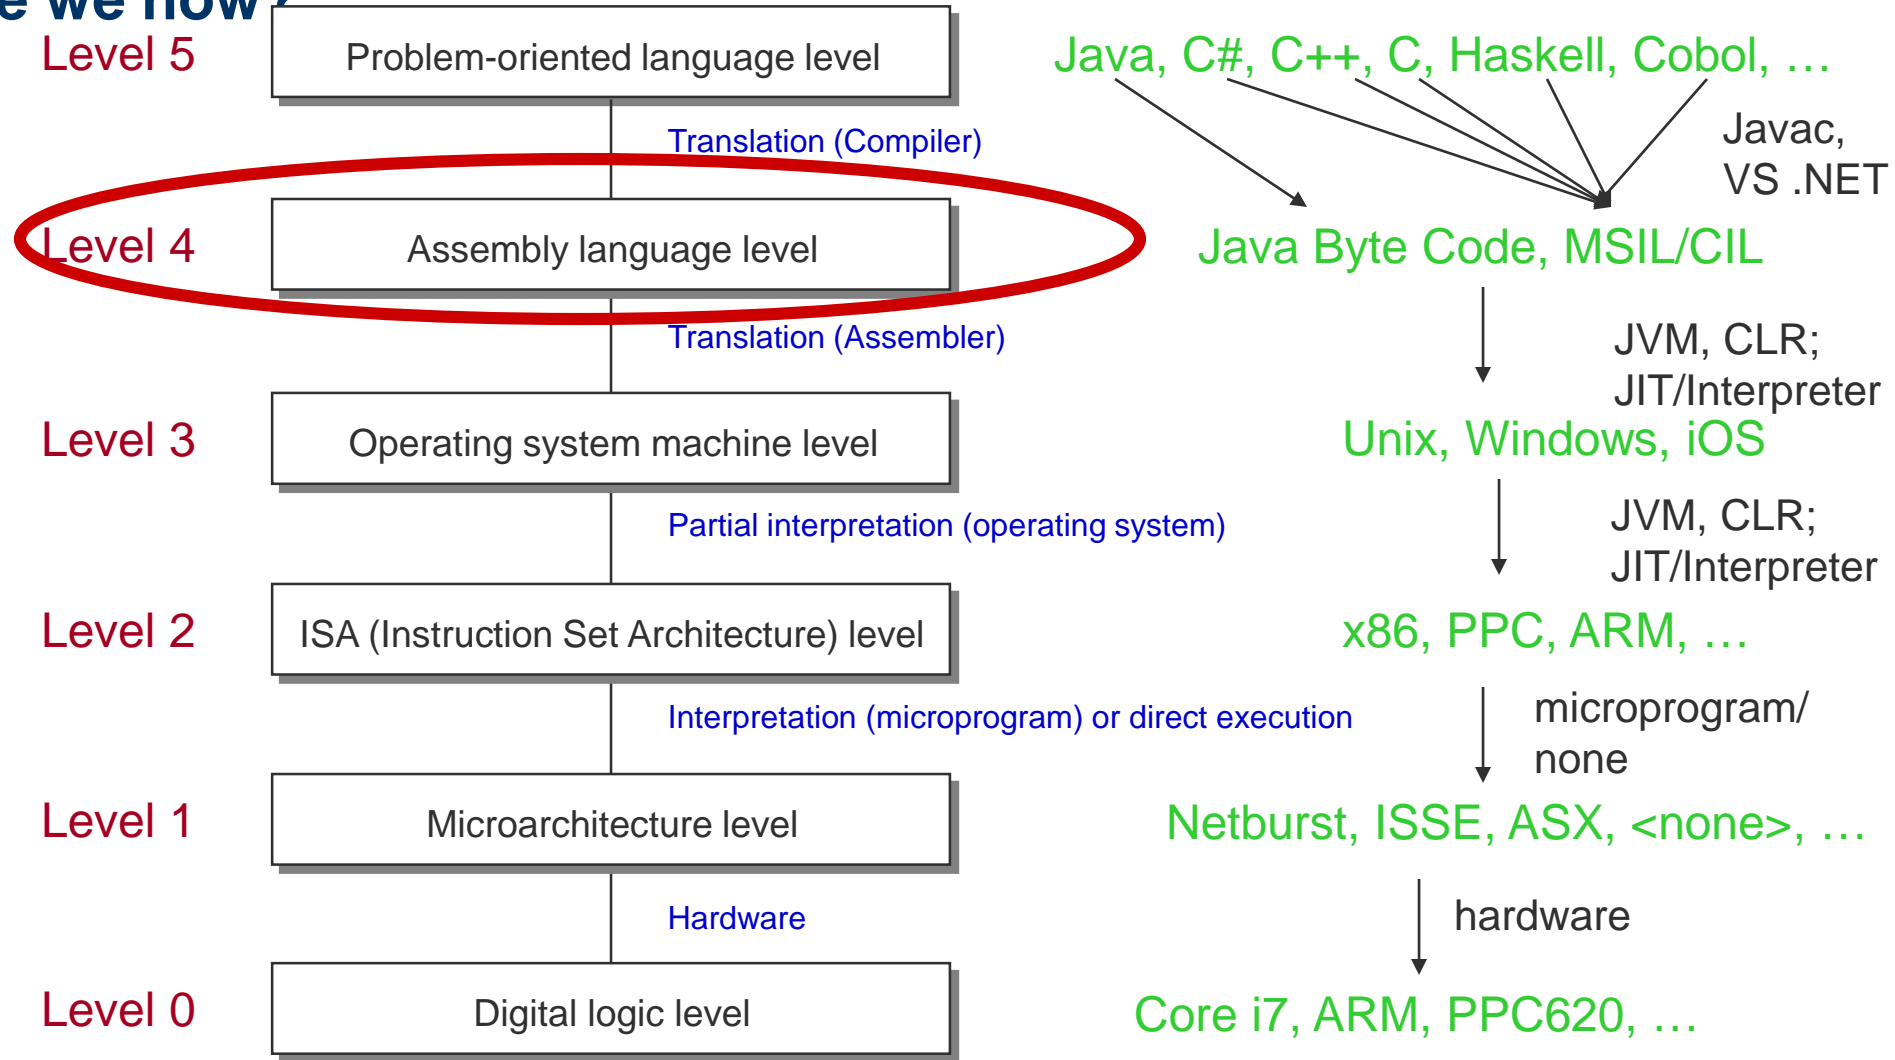 e we now?
Level 5
Problem-oriented language level
Java, C#, C++, C, Haskell, Cobol, …
Translation (Compiler)
Javac,
VS .NET
Level 4
Assembly language level
Java Byte Code, MSIL/CIL
Translation (Assembler)
JVM, CLR;
JIT/Interpreter
Level 3
Operating system machine level
Unix, Windows, iOS
Partial interpretation (operating system)
JVM, CLR;
JIT/Interpreter
Level 2
ISA (Instruction Set Architecture) level
x86, PPC, ARM, …
Interpretation (microprogram) or direct execution
microprogram/
none
Level 1
Microarchitecture level
Netburst, ISSE, ASX, <none>, …
Hardware
hardware
Level 0
Digital logic level
Core i7, ARM, PPC620, …